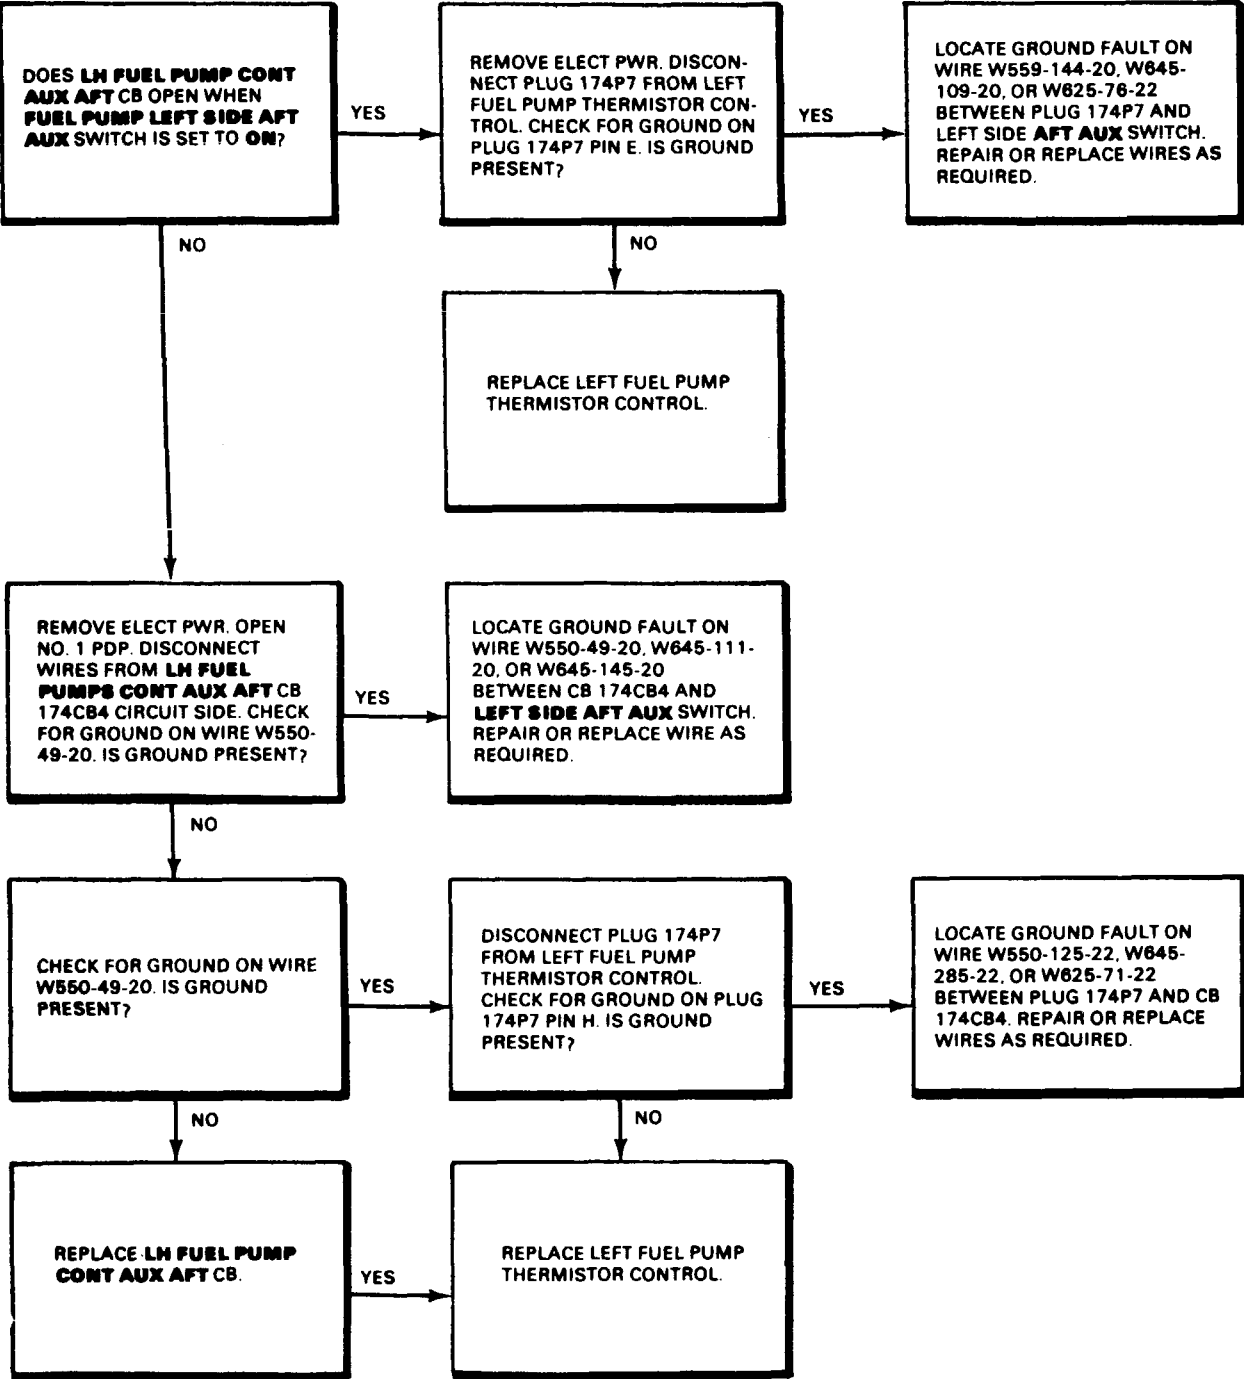 DOES LH FUEL PUMP CONT
AUX AFT CB OPEN WHEN
FUEL PUMP LEFT SIDE AFT
AUX SWITCH IS SET TO ON?
YES
REMOVE ELECT PWR. DISCON-
NECT PLUG 174P7 FROM LEFT
FUEL PUMP THERMISTOR CON-
TROL. CHECK FOR GROUND ON
PLUG 174P7 PIN E. IS GROUND
PRESENT?
YES
LOCATE GROUND FAULT ON
WIRE W559-144-20, W645-
109-20, OR W625-76-22
BETWEEN PLUG 174P7 AND
LEFT SIDE AFT AUX SWITCH.
REPAIR OR REPLACE WIRES AS
REQUIRED.
NO
NO
REPLACE LEFT FUEL PUMP
THERMISTOR CONTROL.
REMOVE ELECT PWR. OPEN
NO. 1 PDP. DISCONNECT
WIRES FROM LH FUEL
PUMPS CONT AUX AFT CB
174CB4 CIRCUIT SIDE. CHECK
FOR GROUND ON WIRE W550-
49-20. IS GROUND PRESENT?
YES
LOCATE GROUND FAULT ON
WIRE W550-49-20, W645-111-
20, OR W645-145-20
BETWEEN CB 174CB4 AND
LEFT SIDE AFT AUX SWITCH.
REPAIR OR REPLACE WIRE AS
REQUIRED.
NO
CHECK FOR GROUND ON WIRE
W550-49-20. IS GROUND
PRESENT?
YES
DISCONNECT PLUG 174P7
FROM LEFT FUEL PUMP
THERMISTOR CONTROL.
CHECK FOR GROUND ON PLUG
174P7 PIN H. IS GROUND
PRESENT?
YES
LOCATE GROUND FAULT ON
WIRE W550-125-22, W645-
285-22, OR W625-71-22
BETWEEN PLUG 174P7 AND CB
174CB4. REPAIR OR REPLACE
WIRES AS REQUIRED.
NO
NO
REPLACE LH FUEL PUMP
CONT AUX AFT CB.
YES
REPLACE LEFT FUEL PUMP
THERMISTOR CONTROL.